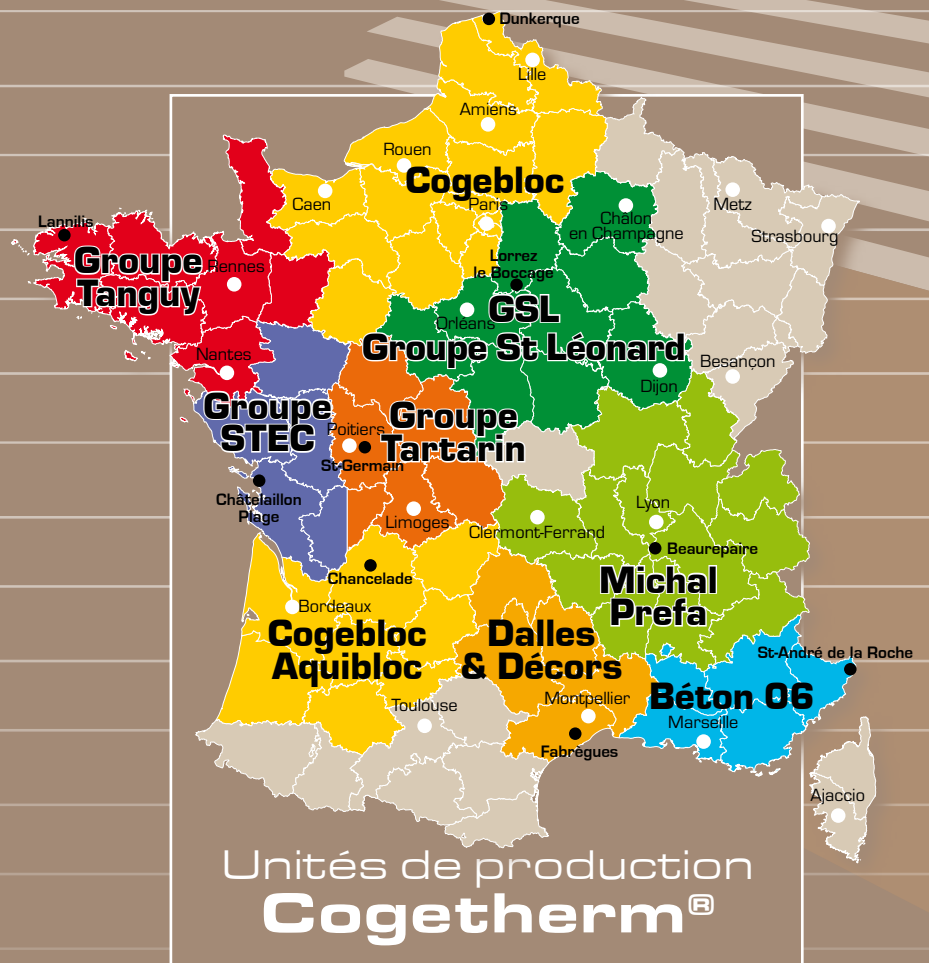 Dunkerque
Lille
Amiens
Rouen
Cogebloc
Caen
Paris
Metz
Chalon
en Champagne
Strasbourg
Lannilis
Groupe
Tanguy
Rennes
Lorrez
le Boccage
GSL
Orléans
Groupe St Léonard
Nantes
Besançon
Dijon
Groupe
STEC
Groupe
Tartarin
Poitiers
St-Germain
Châtelaillon
Plage
Limoges
Clermont-Ferrand
Lyon
Beaurepaire
Chancelade
Michal
Prefa
Bordeaux
Cogebloc
Aquibloc
Dalles
& Décors
St-André de la Roche
Béton 06
Montpellier
Toulouse
Marseille
Fabrègues
Ajaccio
Unités de production
Cogetherm®